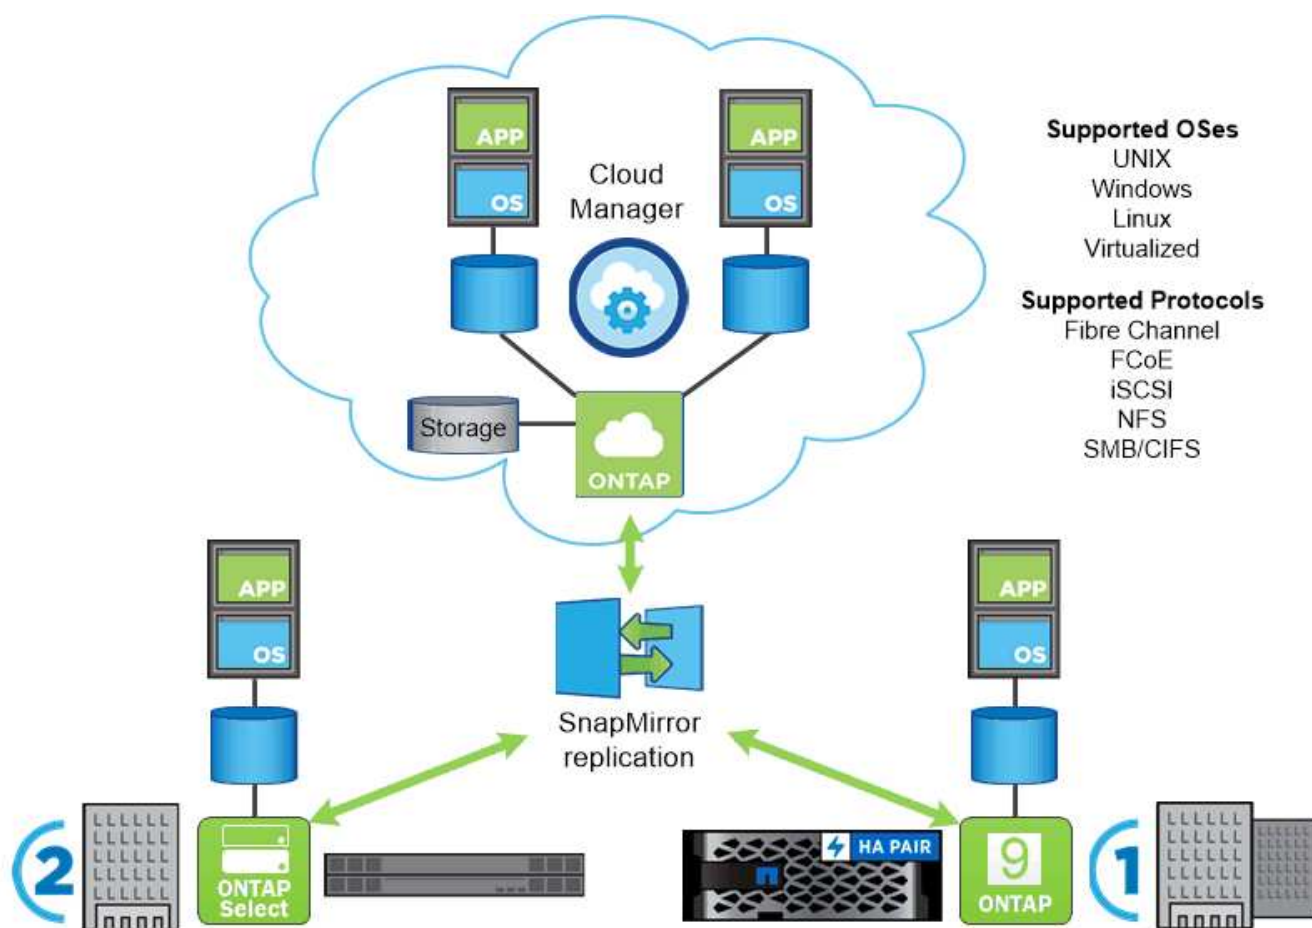 APP
OS
Cloud
Manager
APP
OS
Storage
ONTAP
Supported OSes
UNIX
Windows
Linux
Virtualized
Supported Protocols
Fibre Channel
FCoE
iSCSI
NFS
SMB/CIFS
SnapMirror
replication
APP
OS
2
ONTAP
Select
APP
OS
HA PAIR
9
ONTAP
1